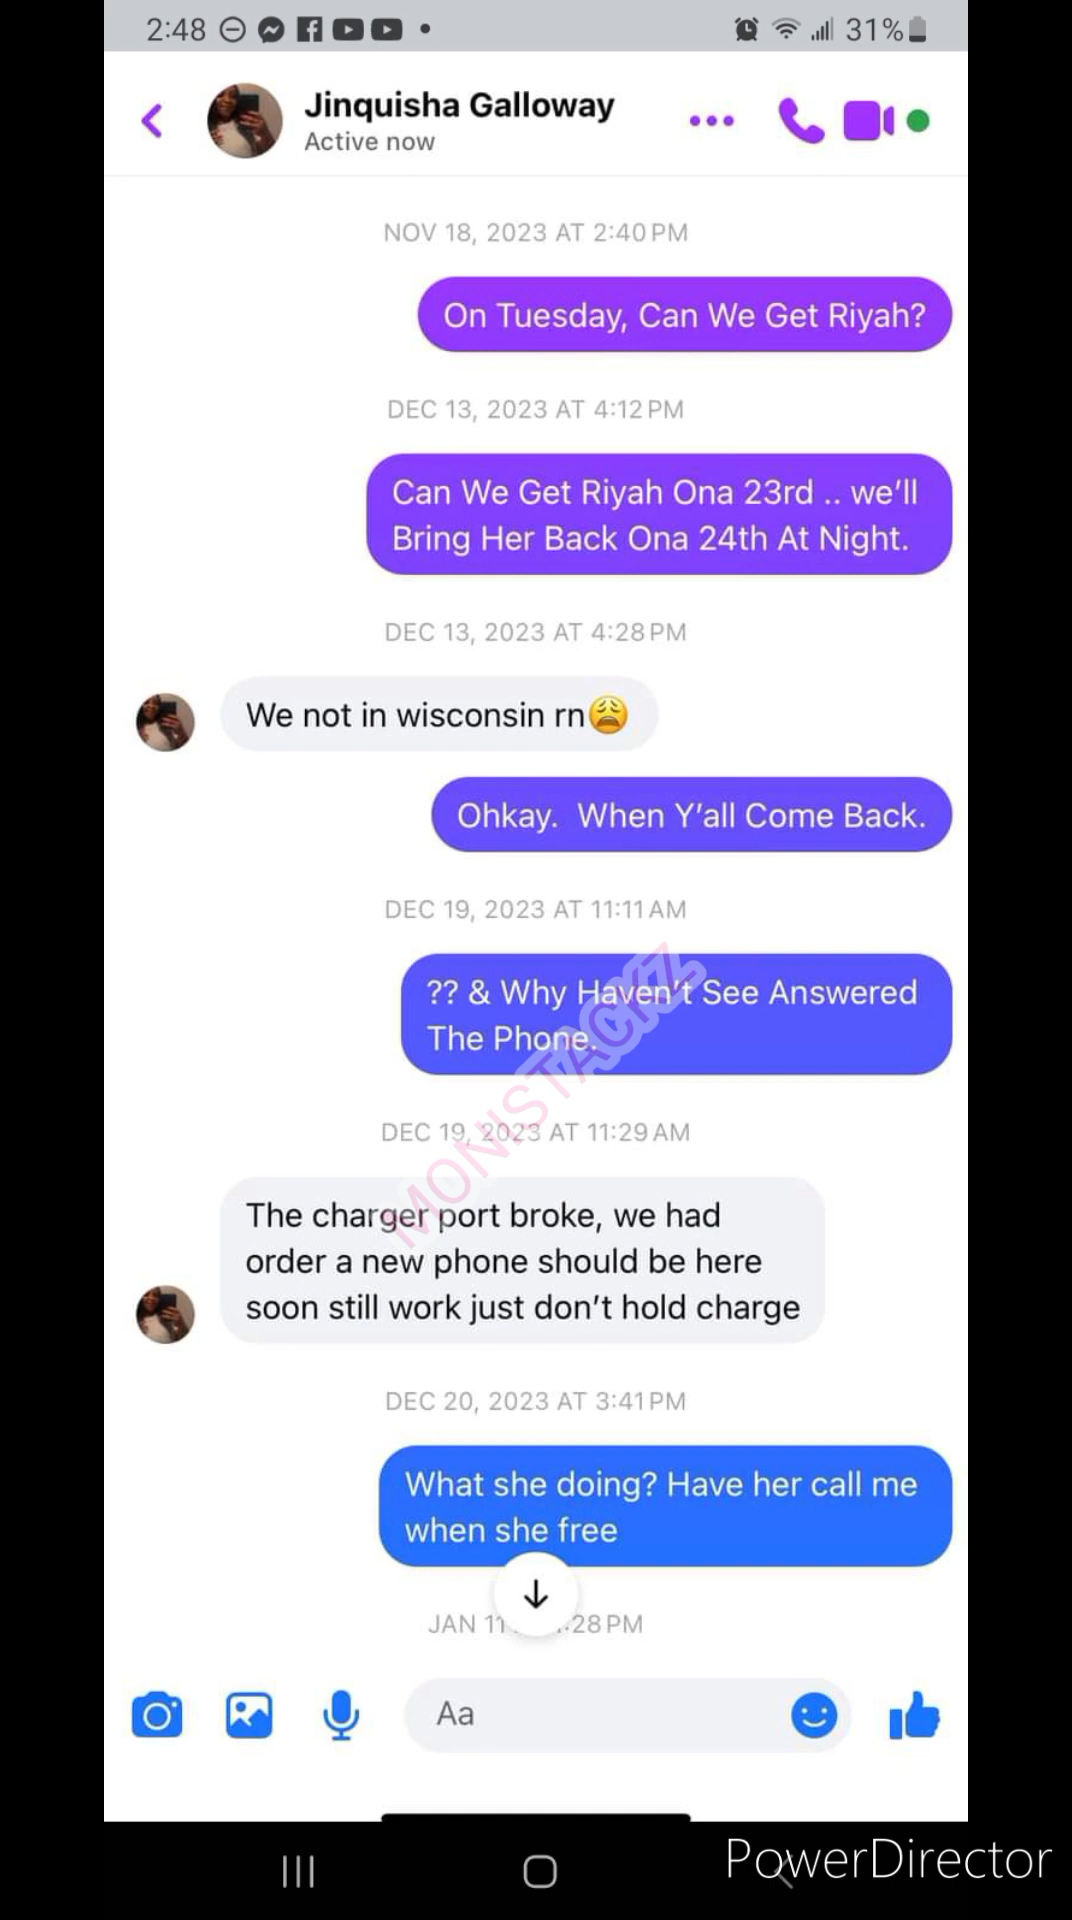 2:48 31%
Jinquisha Galloway
Active now
NOV 18, 2023 AT 2:40 PM
On Tuesday, Can We Get Riyah?
DEC 13, 2023 AT 4:12 PM
Can We Get Riyah Ona 23rd .. we'll
Bring Her Back Ona 24th At Night.
DEC 13, 2023 AT 4:28 PM
We not in wisconsin rn😩
Ohkay.  When Y'all Come Back.
DEC 19, 2023 AT 11:11 AM
?? & Why Haven't See Answered
The Phone.
MONISTACKZ
DEC 19, 2023 AT 11:29 AM
The charger port broke, we had
order a new phone should be here
soon still work just don't hold charge
DEC 20, 2023 AT 3:41 PM
What she doing? Have her call me
when she free
JAN 11 :28 PM
Aa
PowerDirector